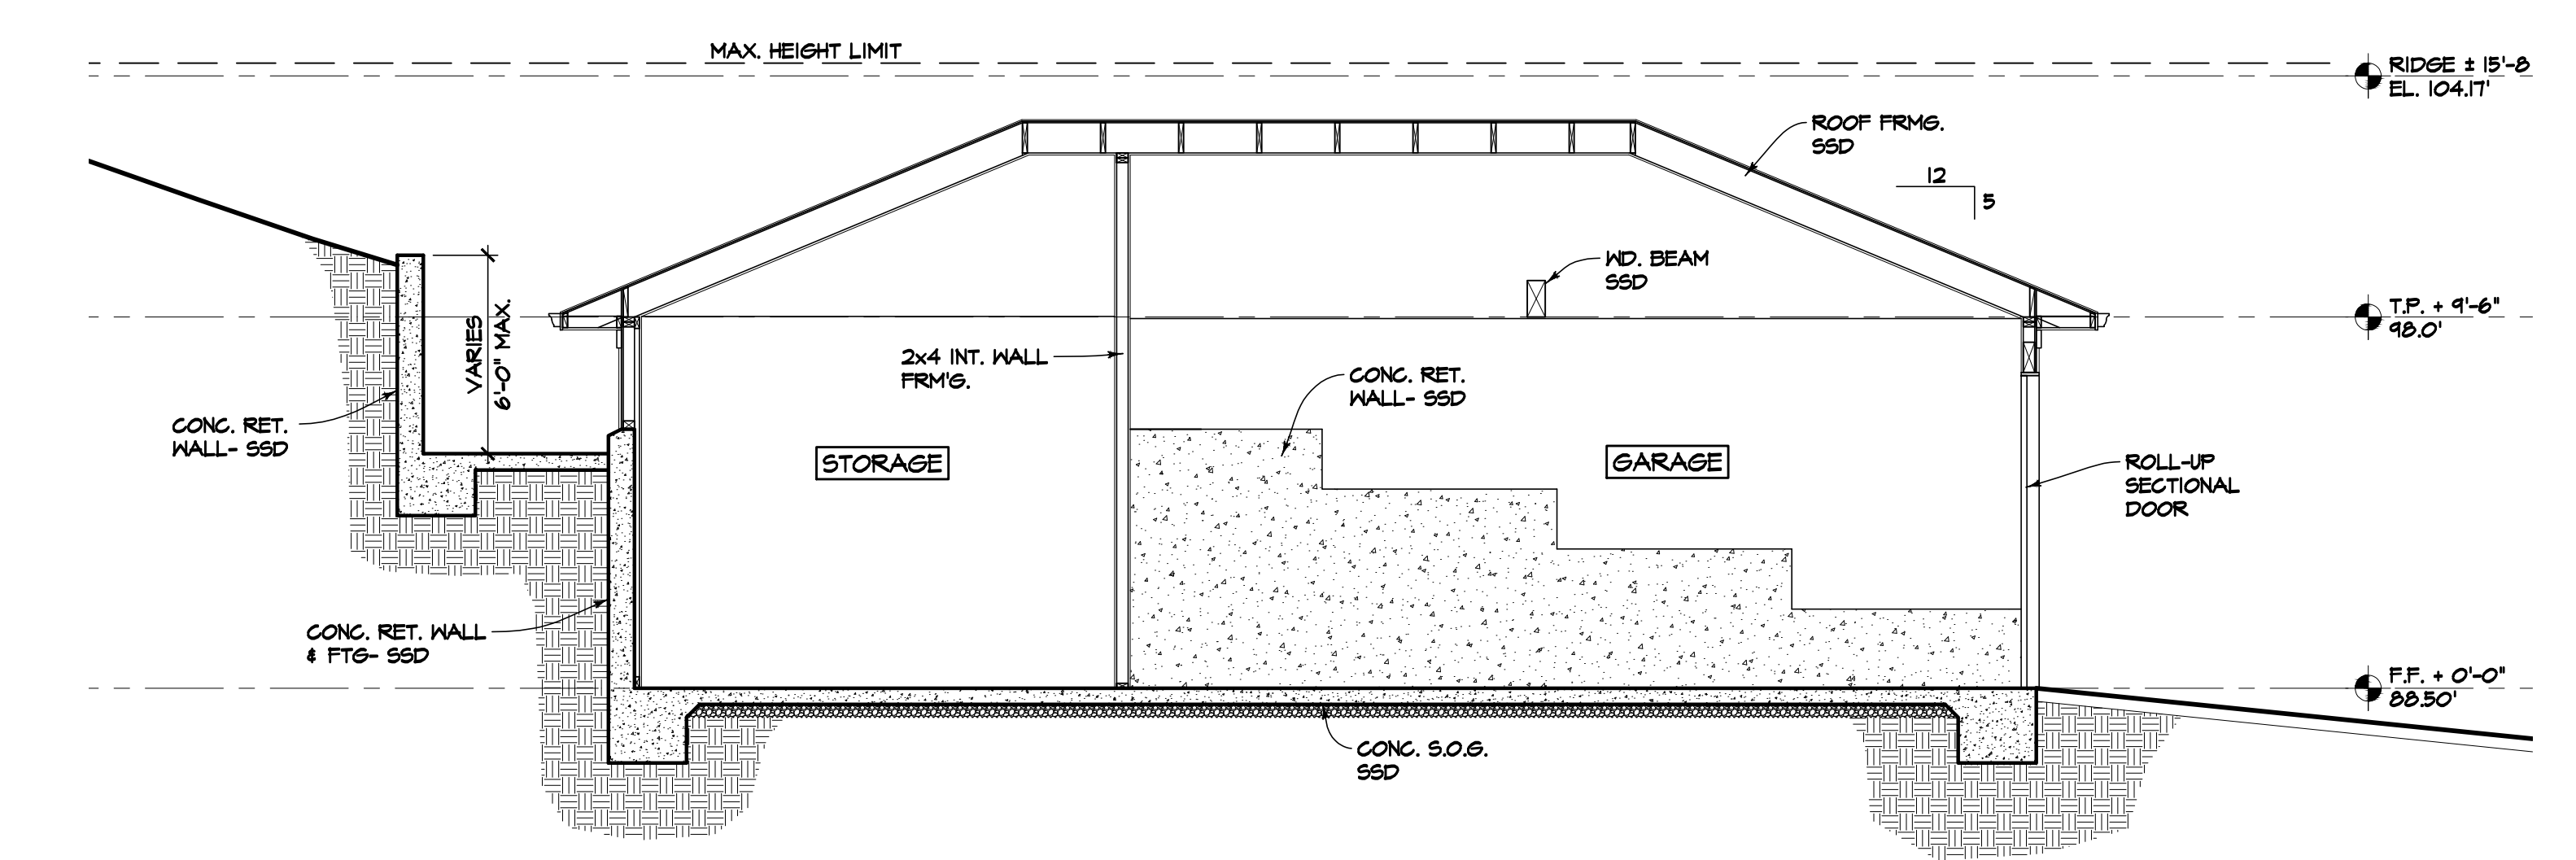 MAX. HEIGHT LIMIT
RIDGE ± 15'-8
EL. 104.17'
ROOF FRMG.
SSD
12
5
WD. BEAM
SSD
T.P. + 9'-6"
98.0'
VARIES
6'-0" MAX.
2x4 INT. WALL
FRM'G.
CONC. RET.
WALL- SSD
CONC. RET.
WALL- SSD
STORAGE
GARAGE
ROLL-UP
SECTIONAL
DOOR
CONC. RET. WALL
& FTG- SSD
F.F. + 0'-0"
88.50'
CONC. S.O.G.
SSD